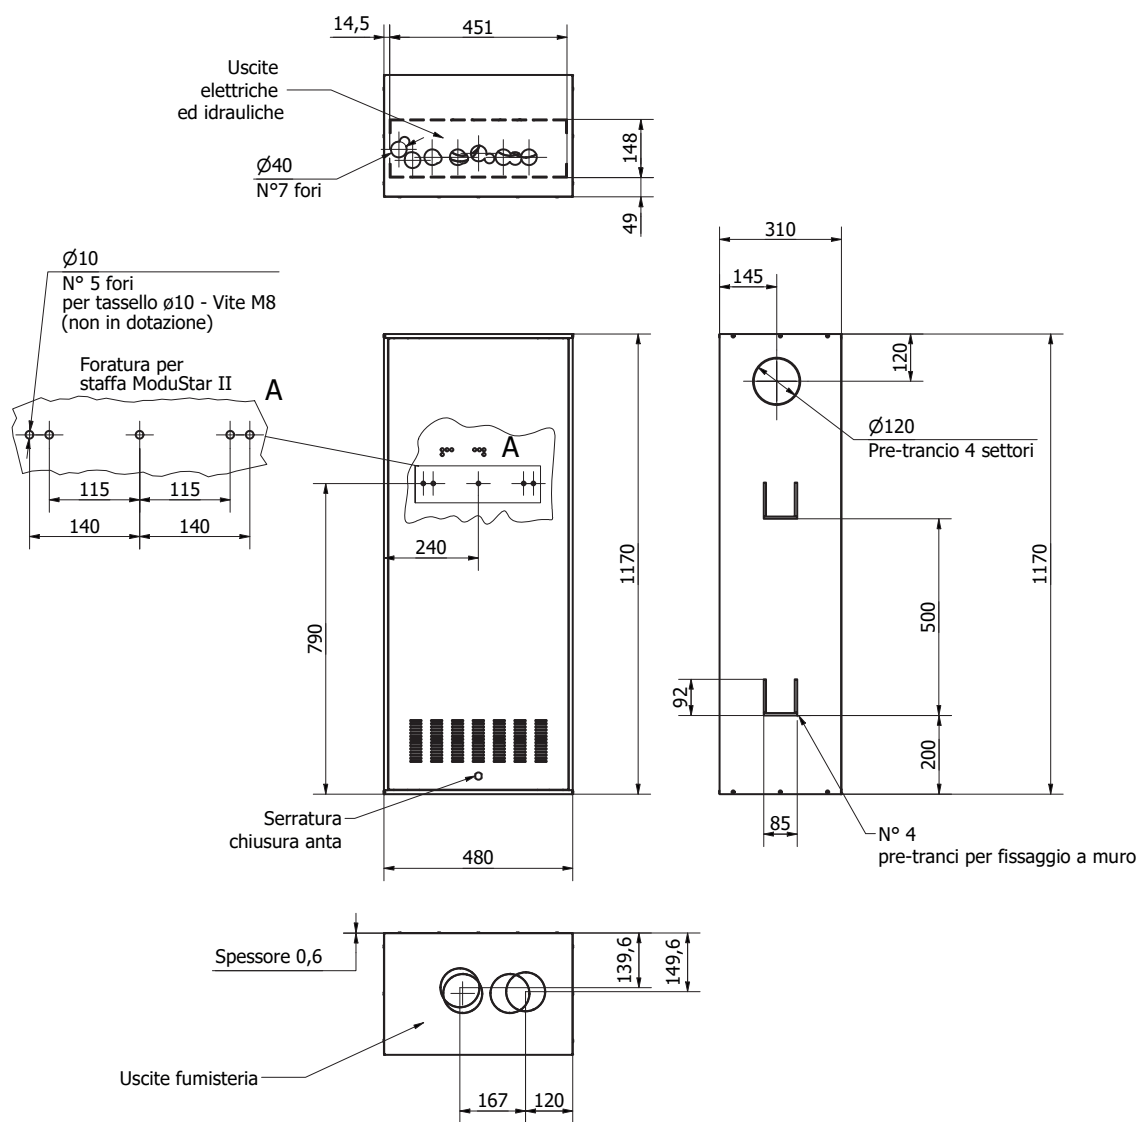 14,5
451
Uscite
elettriche
ed idrauliche
Ø40
N°7 fori
148
49
Ø10
N° 5 fori
per tassello ø10 - Vite M8
(non in dotazione)
Foratura per
staffa ModuStar II
A
115
115
140
140
A
240
790
1170
Serratura
chiusura anta
480
310
145
120
Ø120
Pre-trancio 4 settori
500
1170
92
200
85
N° 4
pre-tranci per fissaggio a muro
Spessore 0,6
139,6
149,6
Uscite fumisteria
167
120